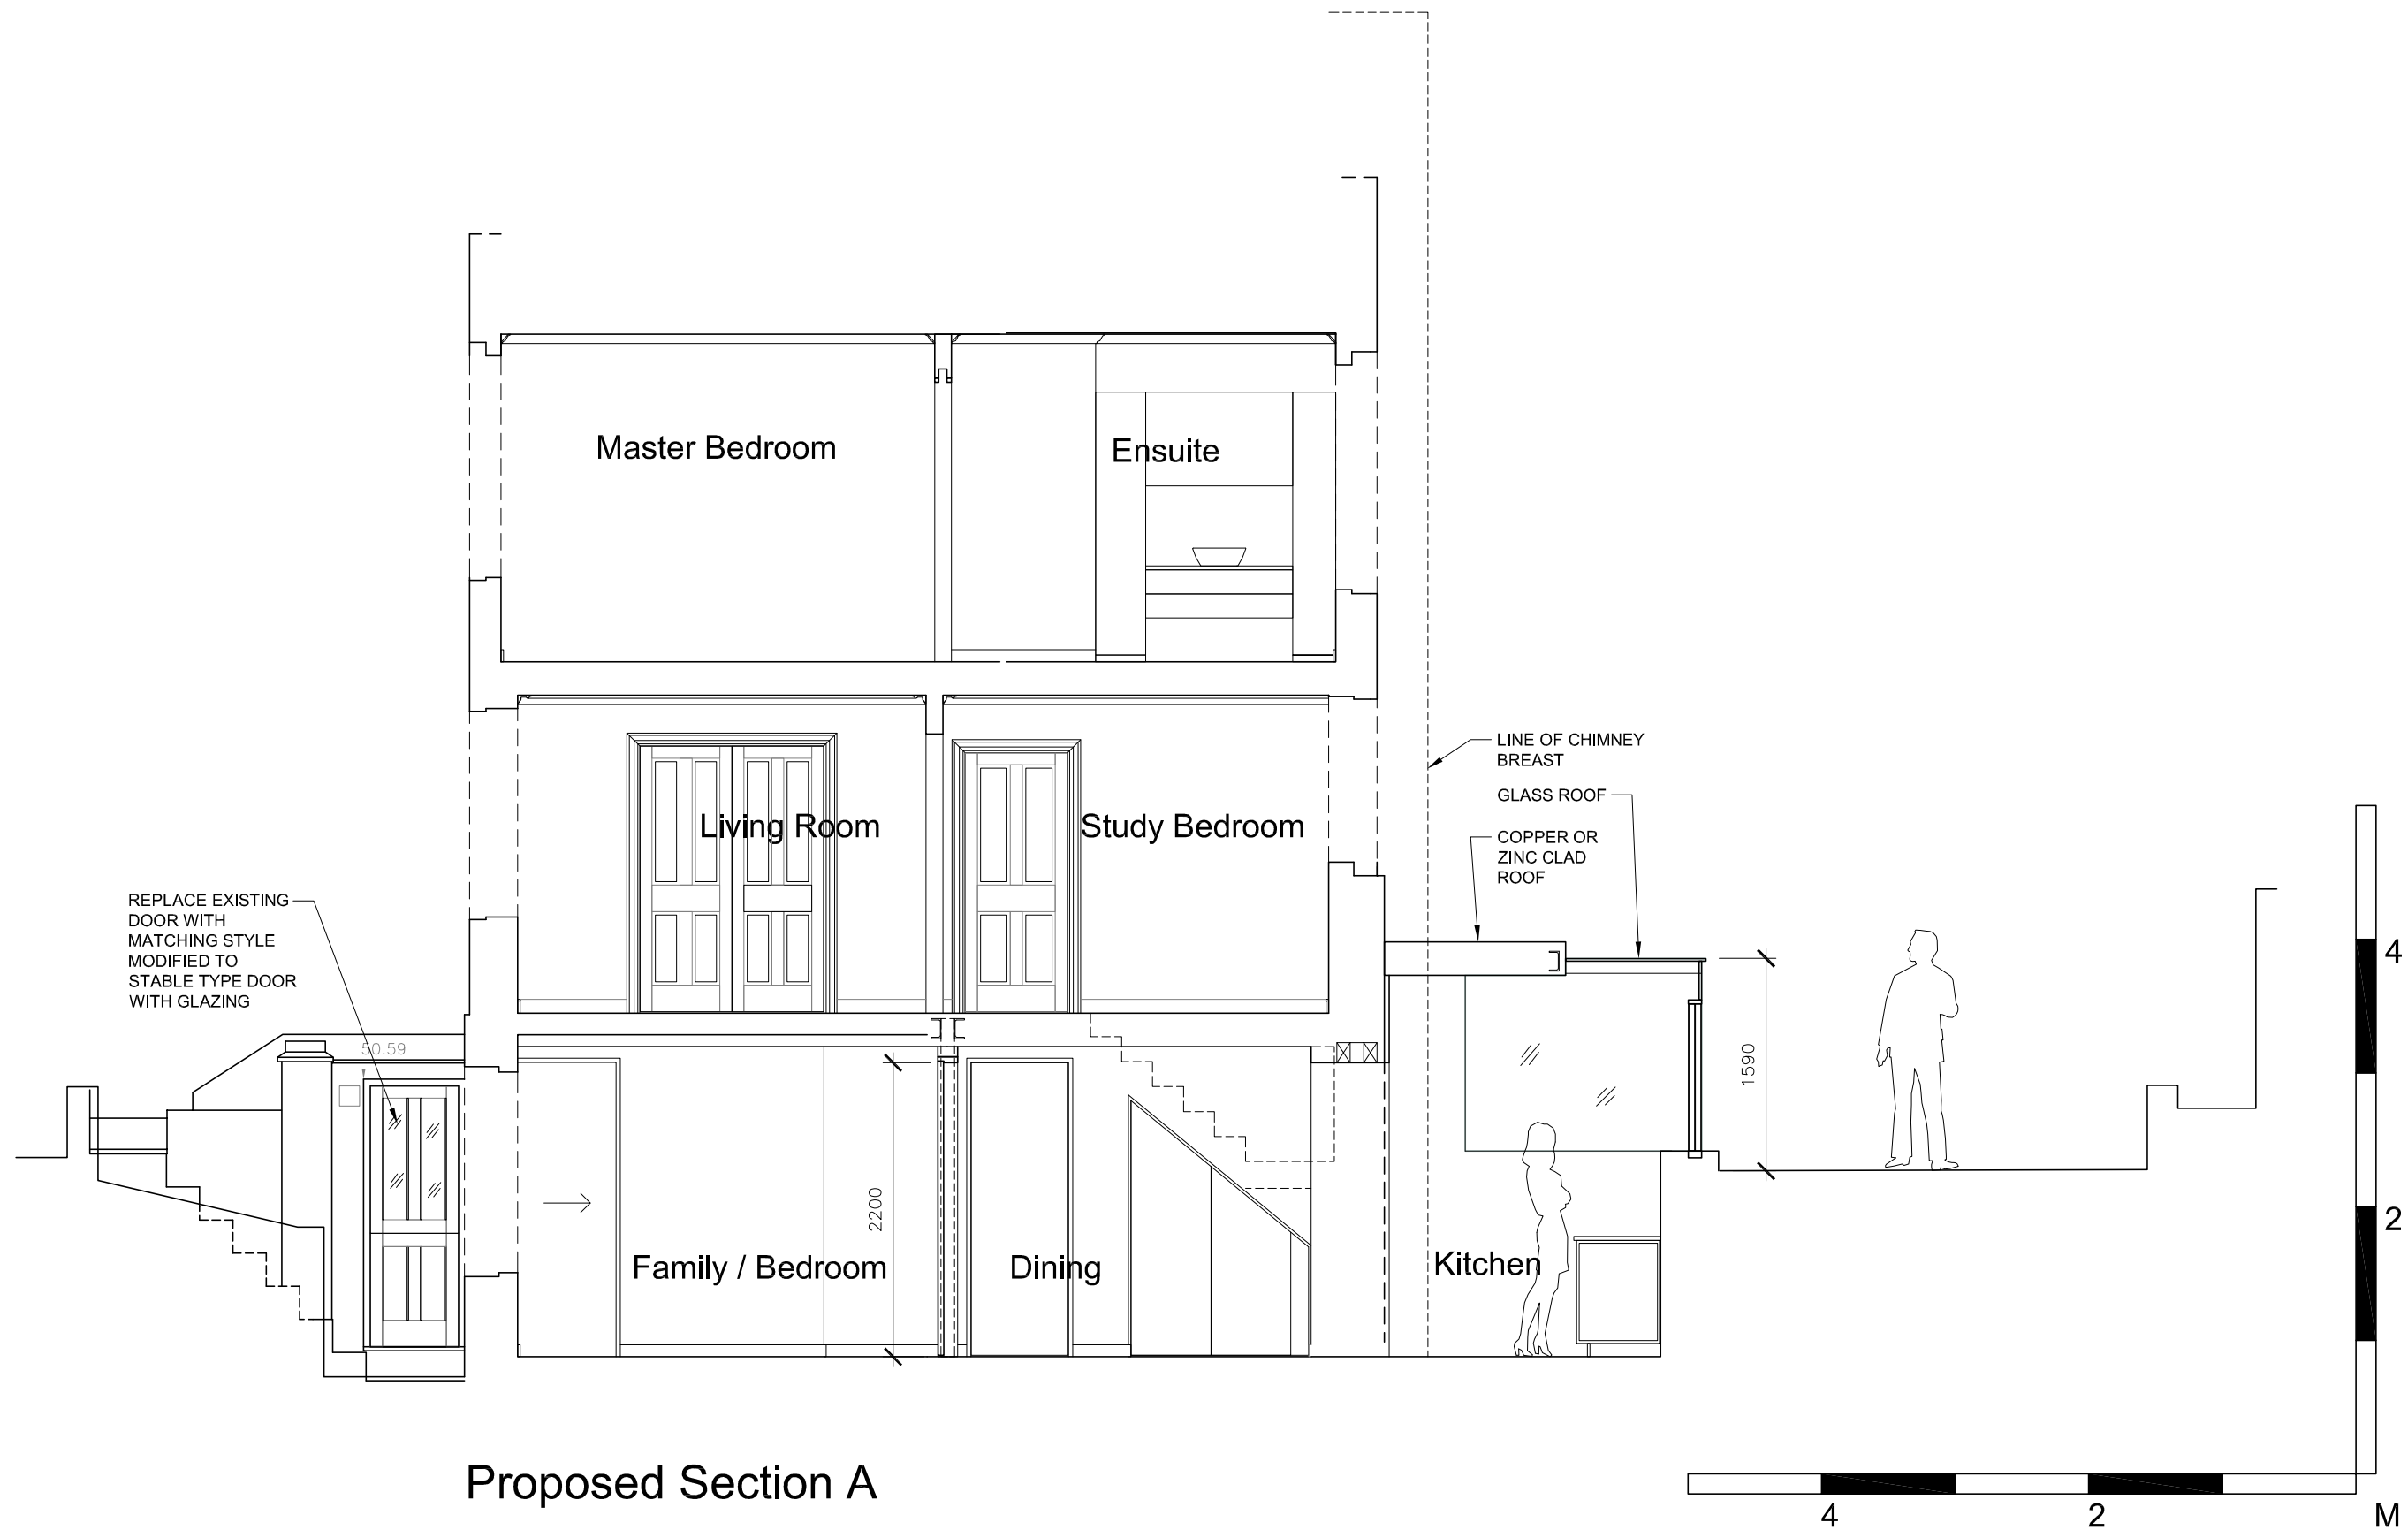 Master Bedroom
Ensuite
LINE OF CHIMNEY
BREAST
GLASS ROOF
COPPER OR
ZINC CLAD
ROOF
Living Room
Study Bedroom
REPLACE EXISTING
DOOR WITH
MATCHING STYLE
MODIFIED TO
STABLE TYPE DOOR
WITH GLAZING
50.59
1590
2200
Family / Bedroom
Dining
Kitchen
4
2
Proposed Section A
4
2
M